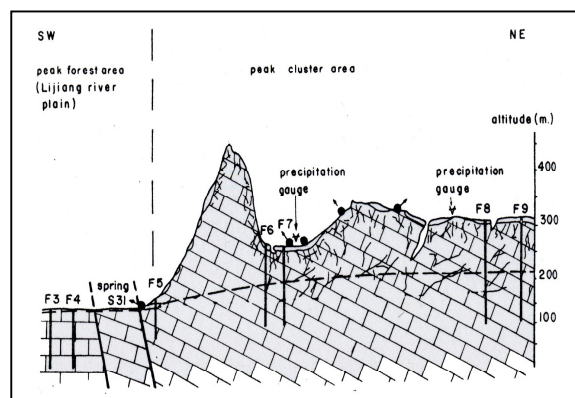 SW
NE
peak forest area
(Lijiang river
plain)
peak cluster area
altitude (m.)
400
precipitation
gauge
precipitation
gauge
300
F6
F7
F8
F9
200
spring
S31
F5
F3
F4
100